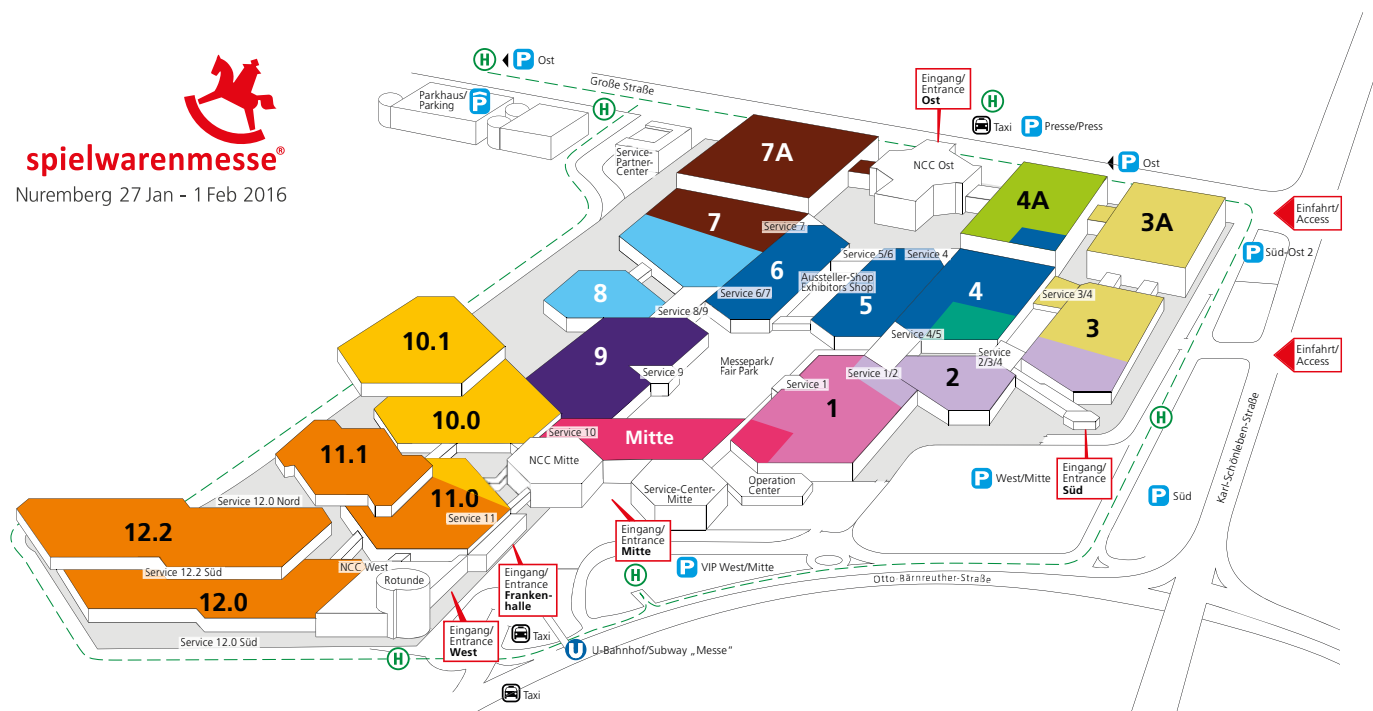 spielwarenmesse®
Nuremberg 27 Jan - 1 Feb 2016
H
P
Ost
Große Straße
Parkhaus/
Parking
P
H
Service-
Partner-
Center
Eingang/
Entrance
Ost
H
Taxi
P
Presse/Press
P
Ost
NCC Ost
7A
7
Service 7
4A
3A
Einfahrt/
Access
P
Süd-Ost 2
8
6
Service 6/7
Service 5/6
Service 4
Aussteller-Shop
Exhibitors Shop
5
4
Service 3/4
3
Service 8/9
Service 4/5
Service
2/3/4
Einfahrt/
Access
10.1
9
Service 9
Messepark/
Fair Park
Service 1
Service 1/2
2
1
10.0
Service 10
Mitte
H
Karl-Schönleben-Straße
11.1
11.0
Service 11
NCC Mitte
Service-Center-
Mitte
Operation
Center
P
West/Mitte
Eingang/
Entrance
Süd
P
Süd
Service 12.0 Nord
12.2
Service 12.2 Süd
12.0
Service 12.0 Süd
NCC West
Rotunde
Eingang/
Entrance
Mitte
Eingang/
Entrance
Franken-
halle
Eingang/
Entrance
West
H
P
VIP West/Mitte
Otto-Bärnreuther-Straße
Taxi
U
U-Bahnhof/Subway „Messe“
H
Taxi